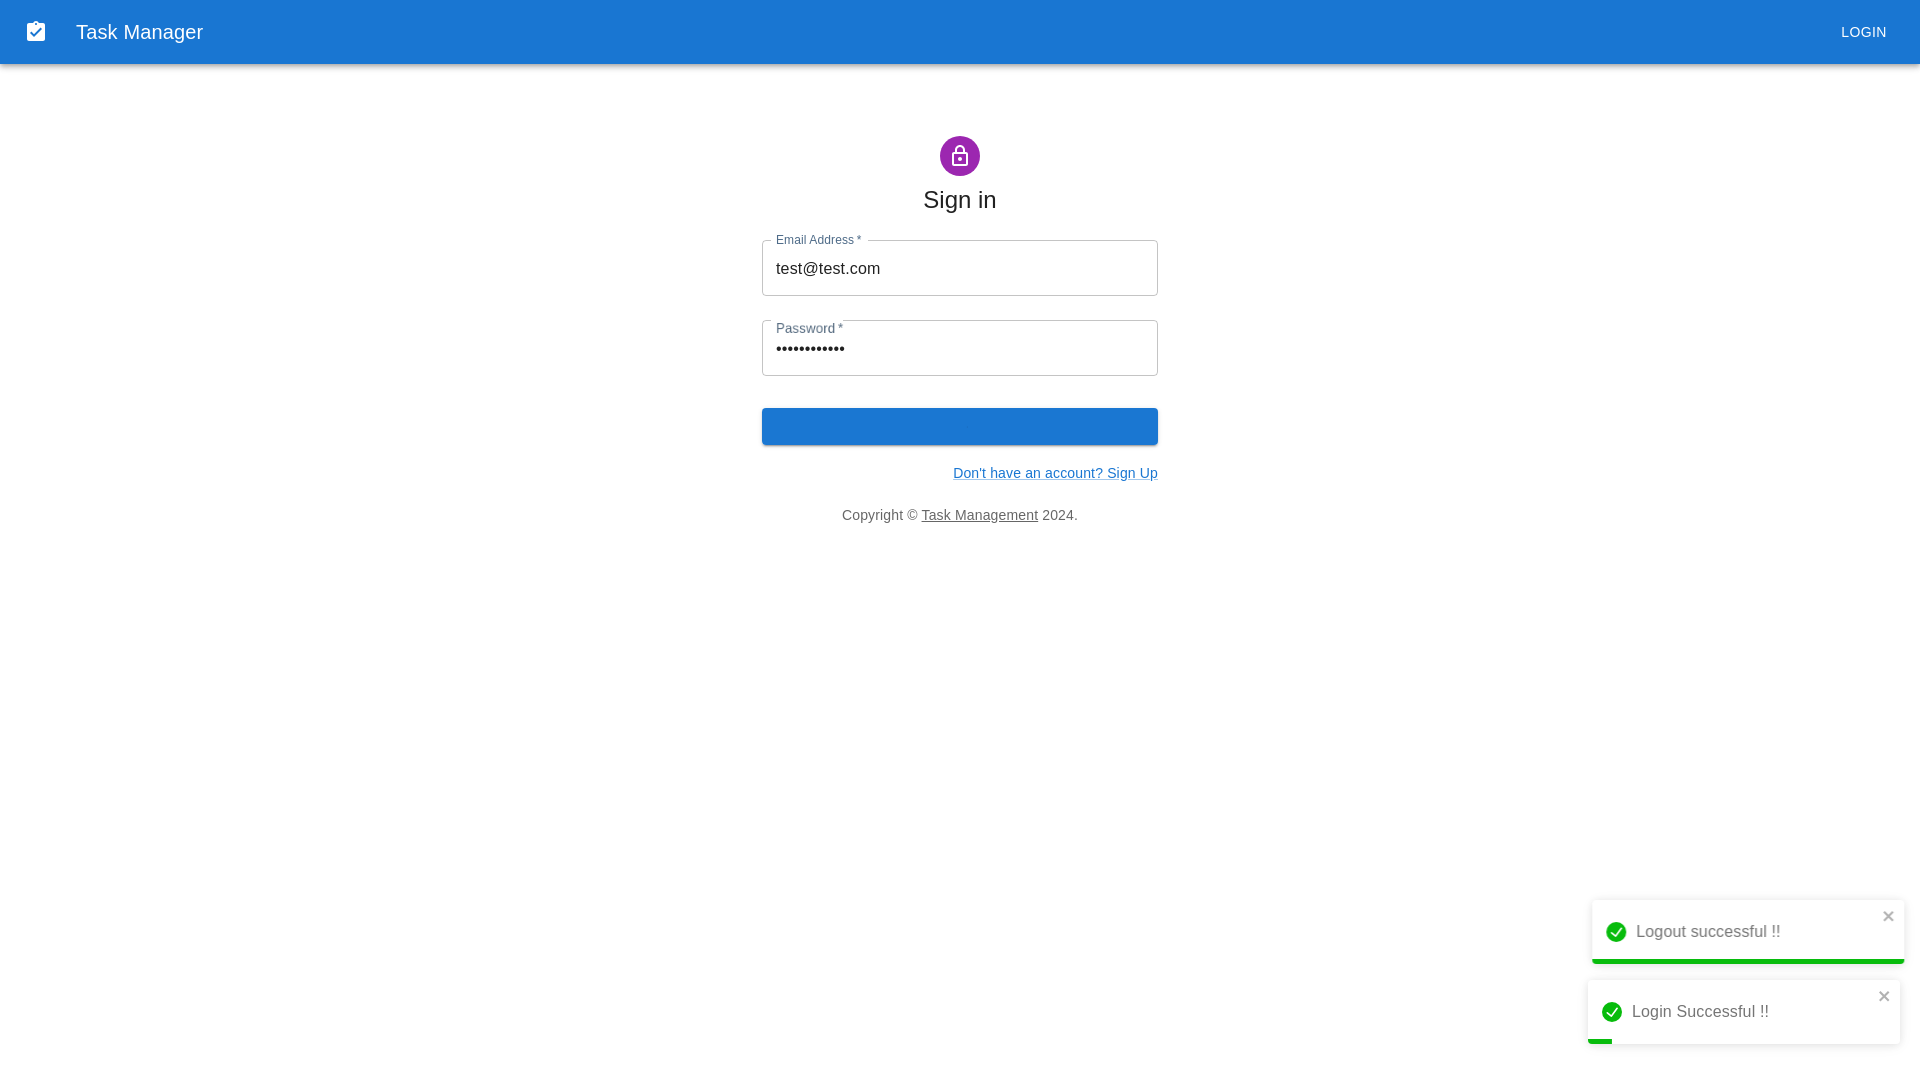 Task Manager
LOGIN
Sign in
Email Address *
test@test.com
Password *
••••••••••••
Don't have an account? Sign Up
Copyright © Task Management 2024.
Logout successful !!
Login Successful !!